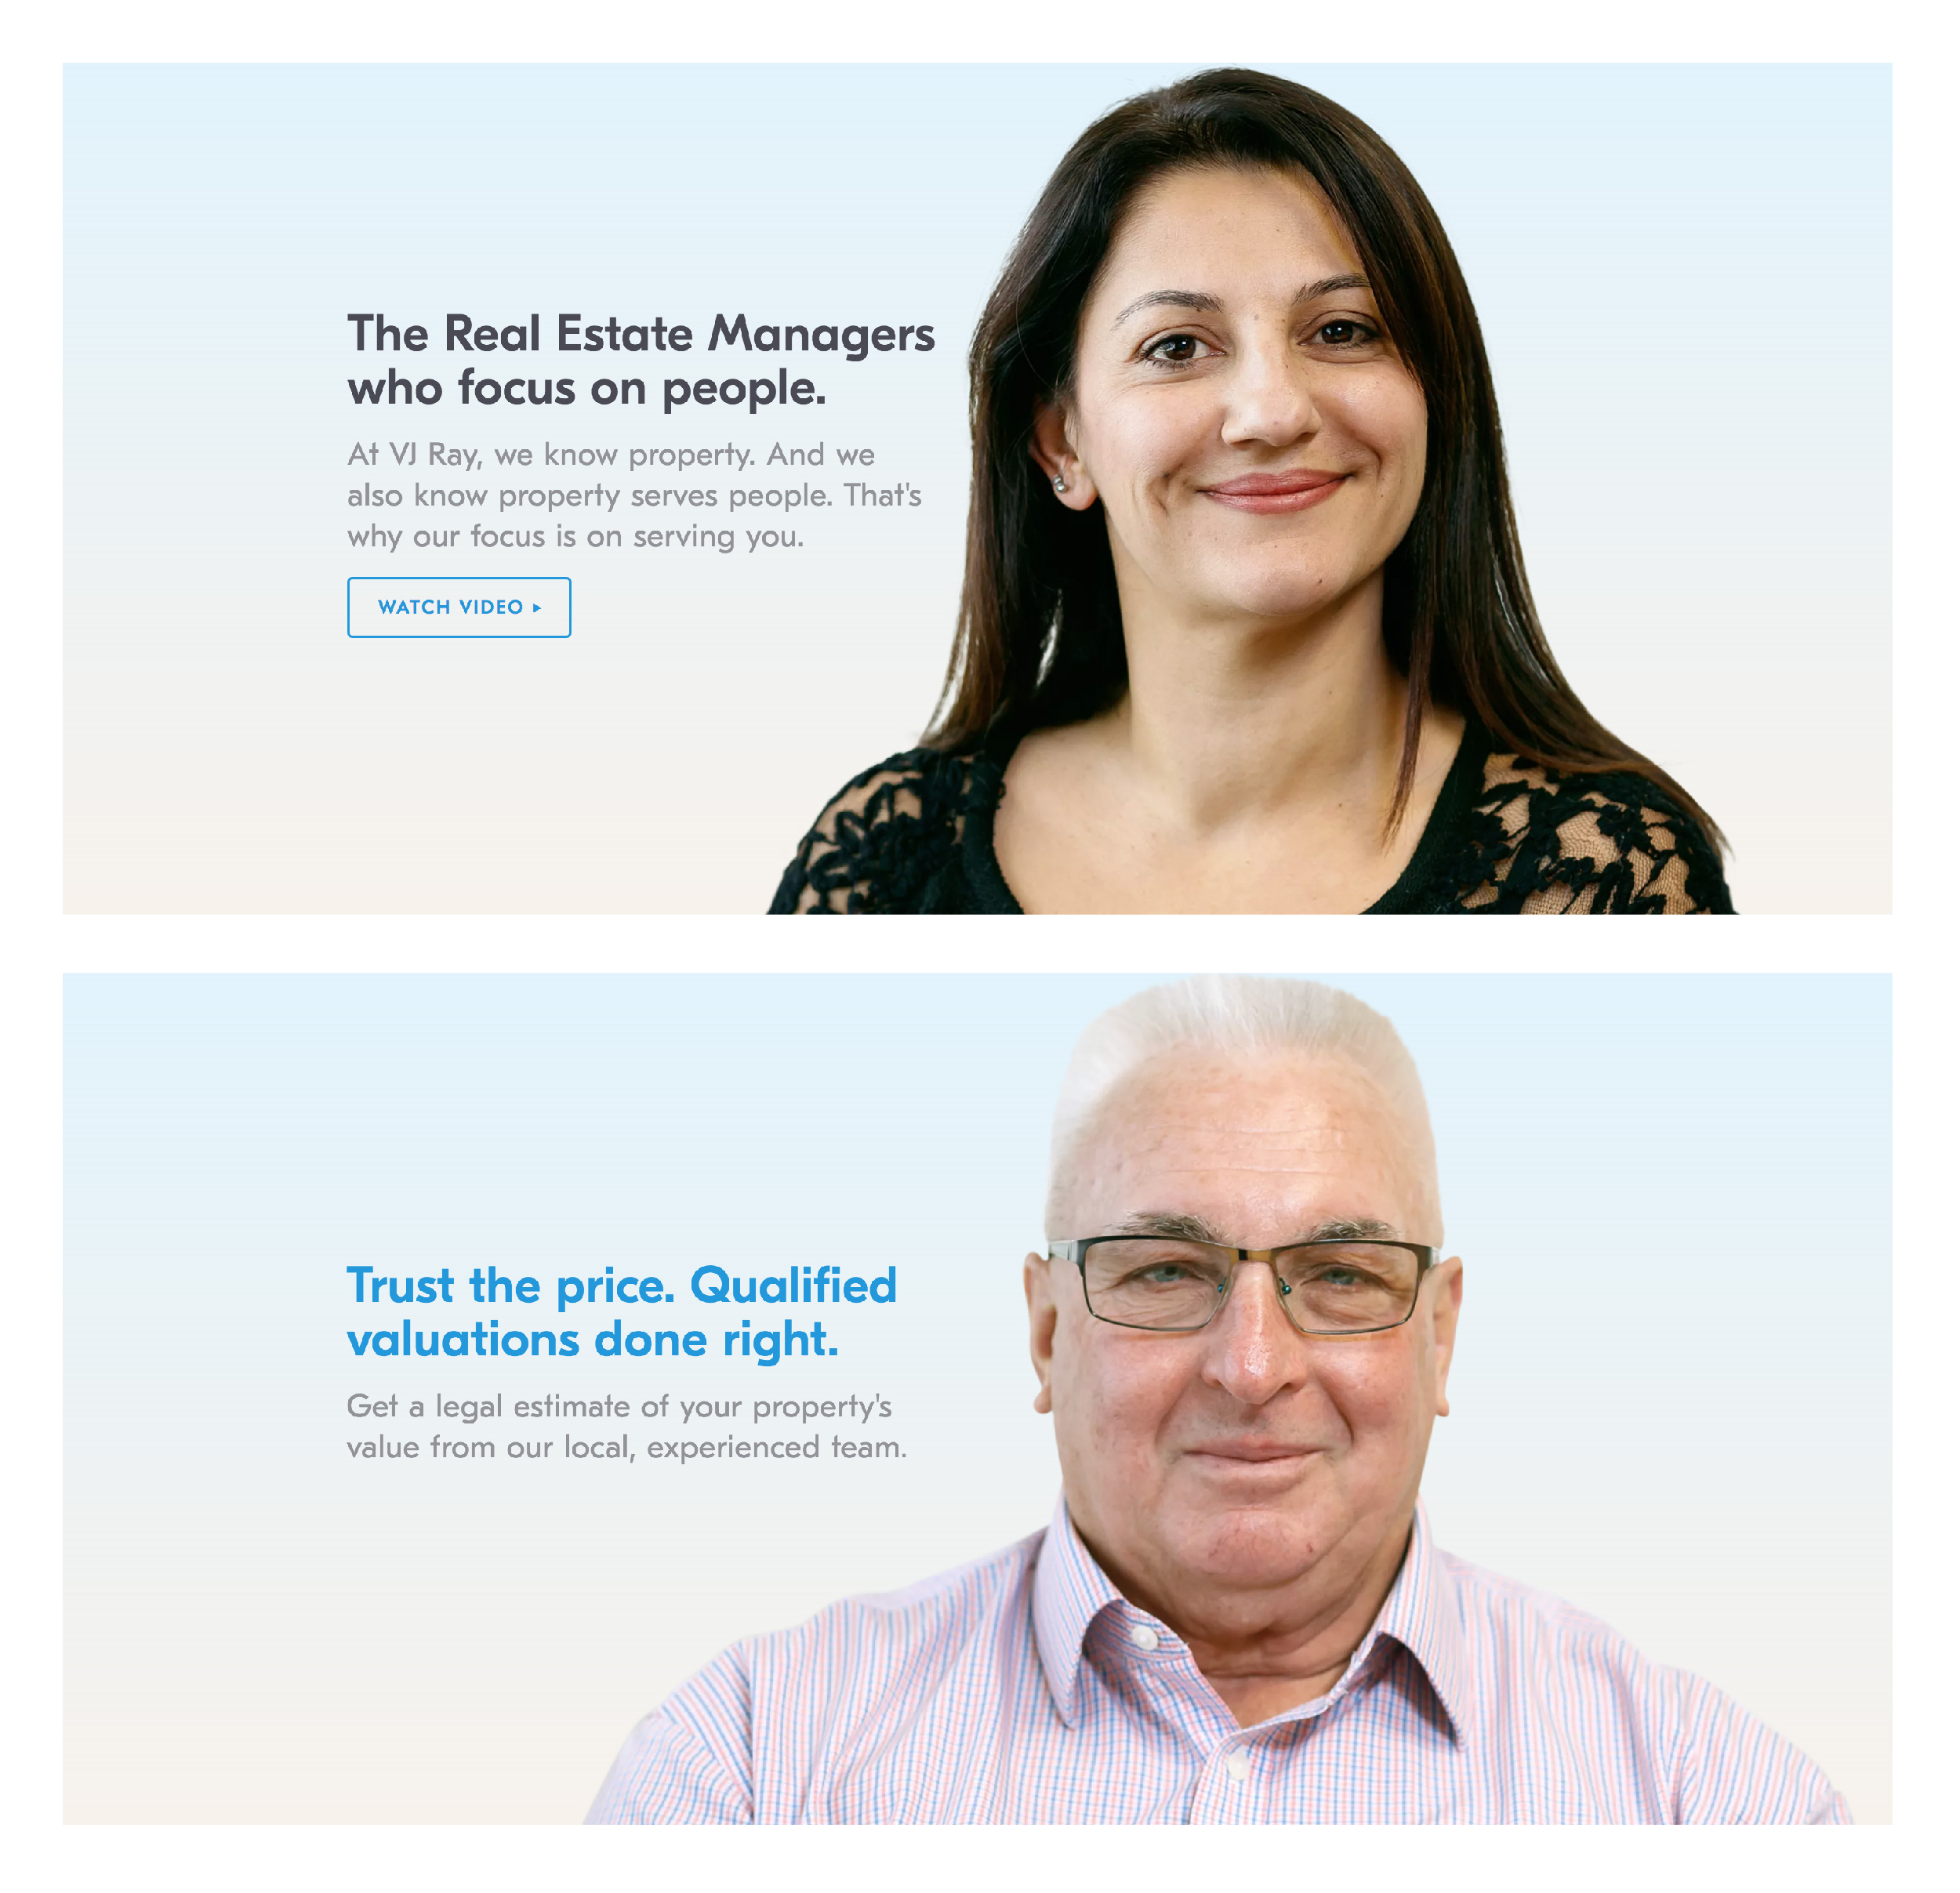 The Real Estate Managers
who focus on people.
At VJ Ray, we know property. And we
also know property serves people. That's
why our focus is on serving you.
WATCH VIDEO ▸
Trust the price. Qualified
valuations done right.
Get a legal estimate of your property's
value from our local, experienced team.